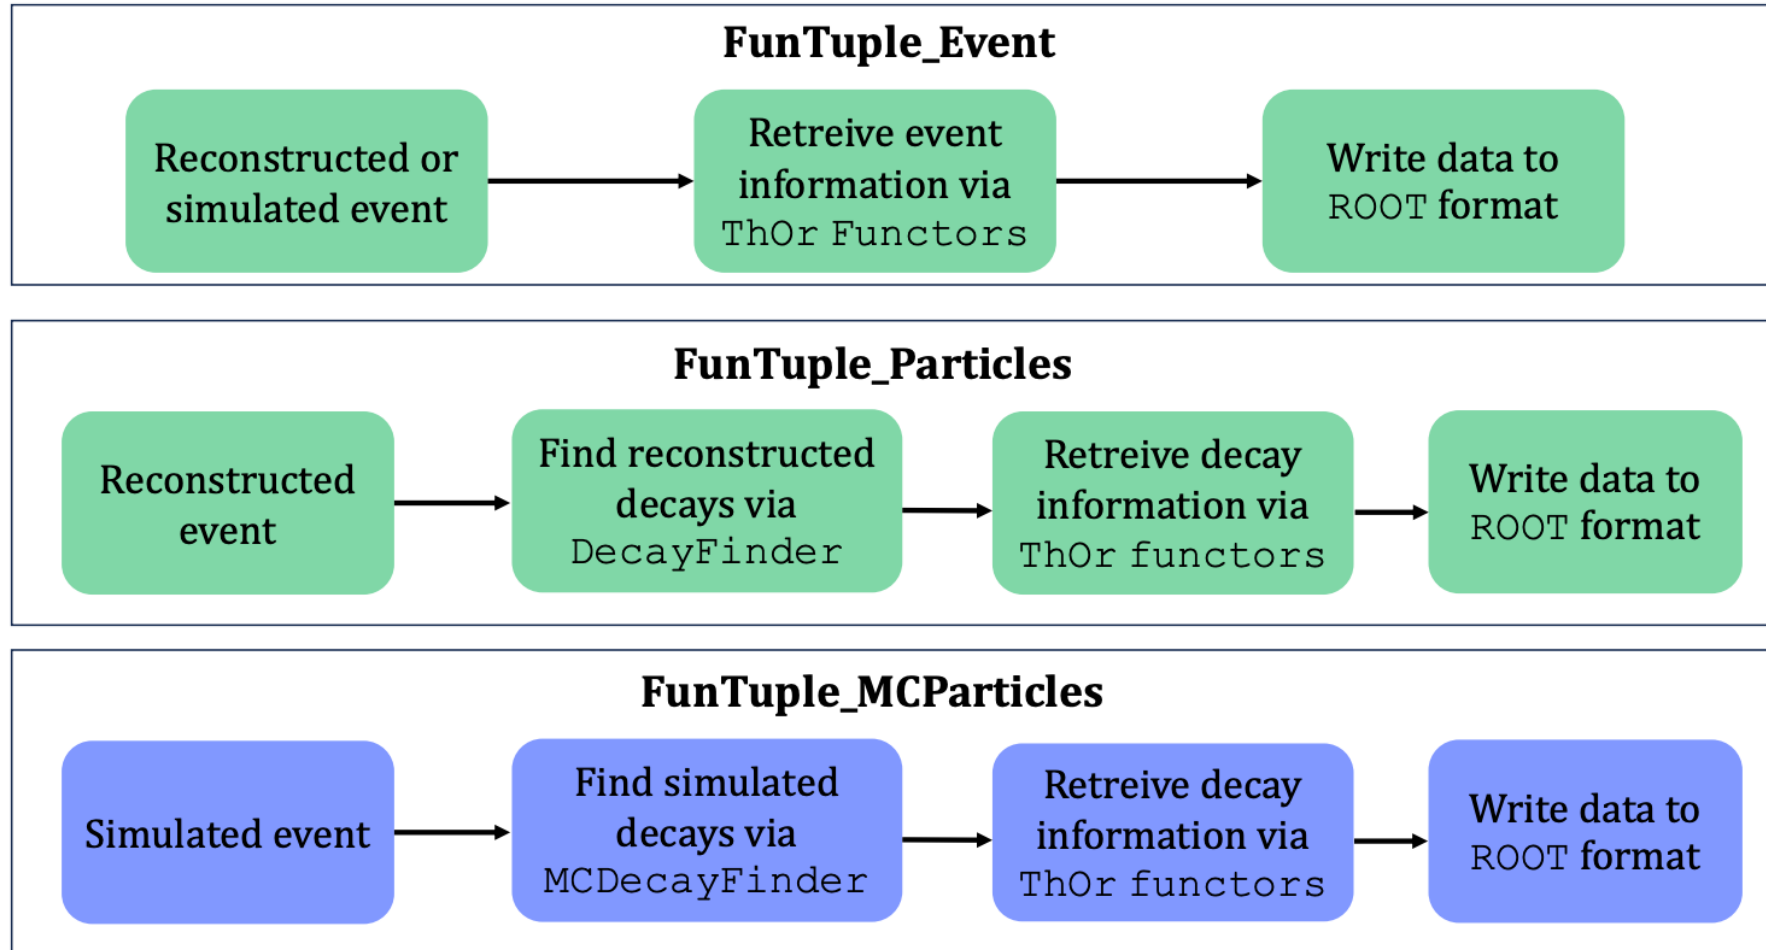 FunTuple_Event
Reconstructed or
simulated event
Retreive event
information via
ThOr Functors
Write data to
ROOT format
FunTuple_Particles
Reconstructed
event
Find reconstructed
decays via
DecayFinder
Retreive decay
information via
ThOr functors
Write data to
ROOT format
FunTuple_MCParticles
Simulated event
Find simulated
decays via
MCDecayFinder
Retreive decay
information via
ThOr functors
Write data to
ROOT format